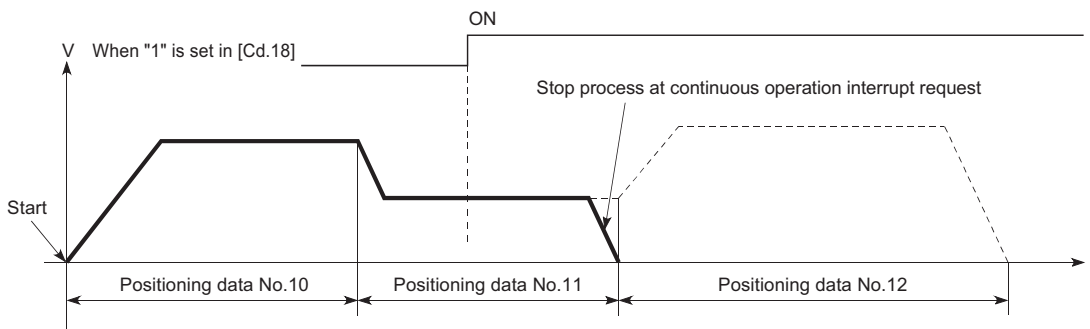 ON
V When "1" is set in [Cd.18]
Stop process at continuous operation interrupt request
Start
Positioning data No.10 Positioning data No.11 Positioning data No.12